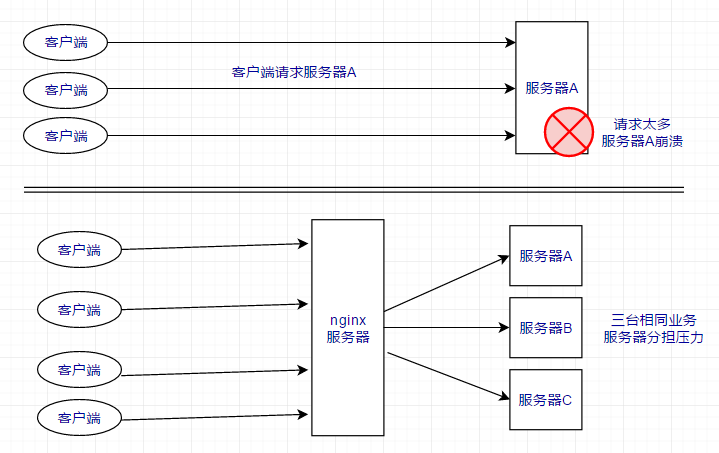 客户端
客户端请求服务器A
客户端
客户端
服务器A
请求太多
服务器A崩溃
客户端
客户端
客户端
客户端
nginx
服务器
服务器A
服务器B
服务器C
三台相同业务
服务器分担压力